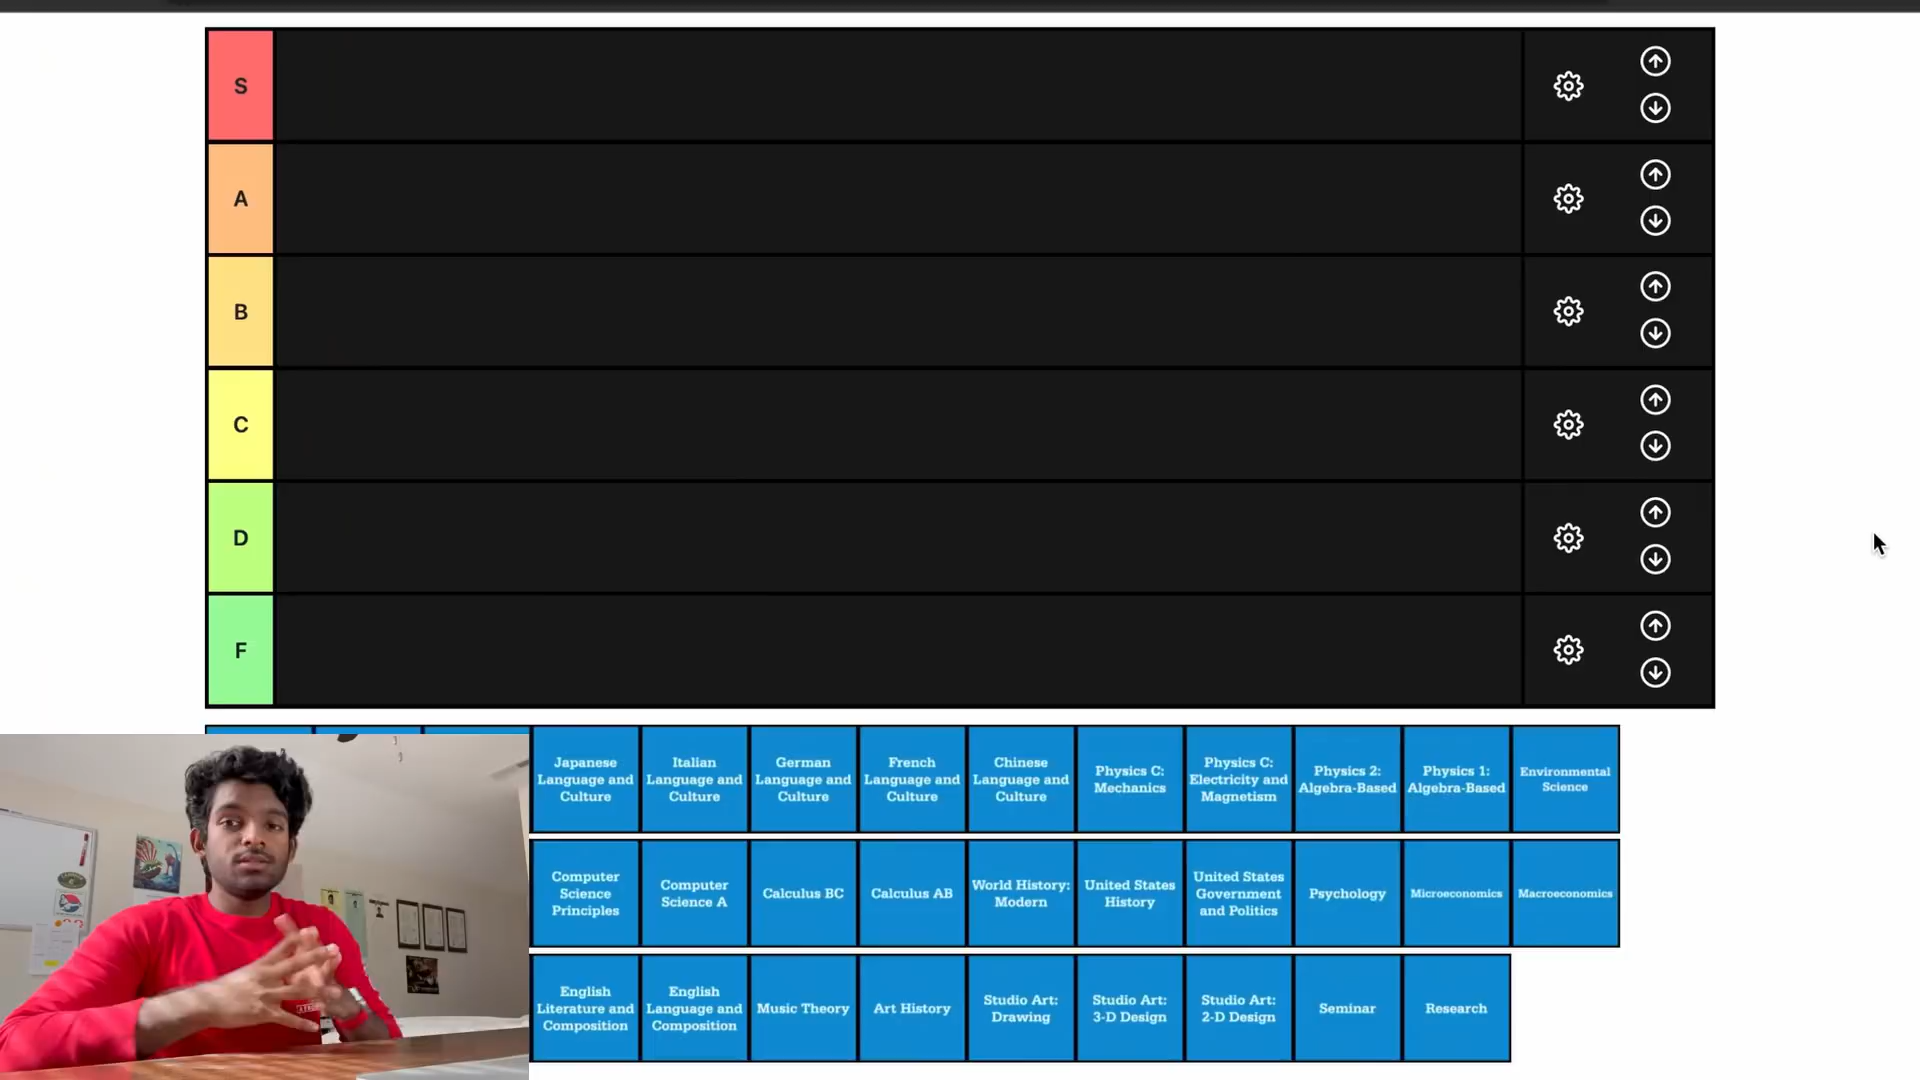 S
A
B
C
D
F
Japanese
Language and
Culture
Italian
Language and
Culture
German
Language and
Culture
French
Language and
Culture
Chinese
Language and
Culture
Physics C:
Mechanics
Physics C:
Electricity and
Magnetism
Physics 2:
Algebra-Based
Physics 1:
Algebra-Based
Environmental
Science
Computer
Science
Principles
Computer
Science A
Calculus BC
Calculus AB
World History:
Modern
United States
History
United States
Government
and Politics
Psychology
Microeconomics
Macroeconomics
English
Literature and
Composition
English
Language and
Composition
Music Theory
Art History
Studio Art:
Drawing
Studio Art:
3-D Design
Studio Art:
2-D Design
Seminar
Research